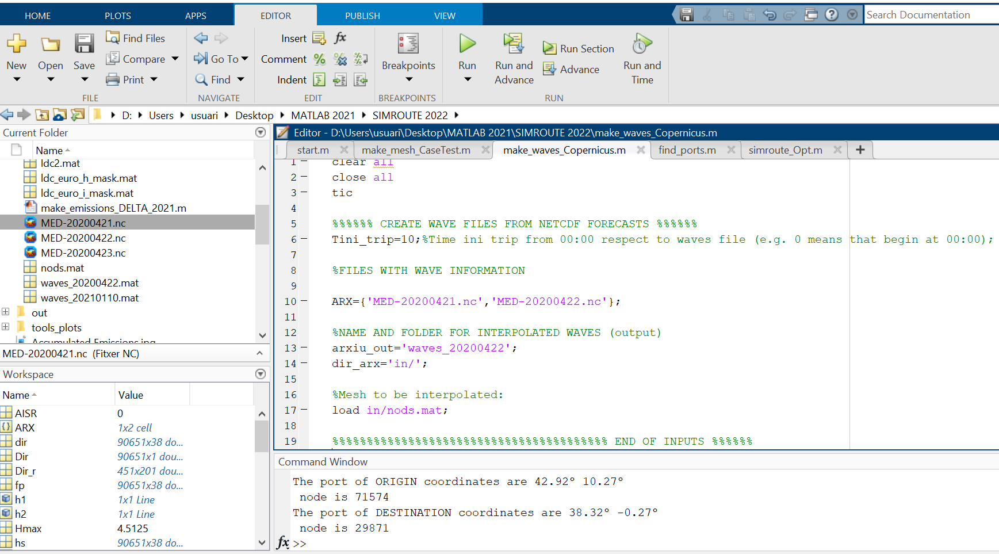 HOME PLOTS APPS EDITOR PUBLISH VIEW Search Documentation
New Open Save Find Files Compare Print FILE
Go To Find NAVIGATE
Insert fx Comment Indent EDIT
Breakpoints BREAKPOINTS
Run Run and Advance Run Section Advance Run and Time RUN
D: Users usuari Desktop MATLAB 2021 SIMROUTE 2022
Current Folder
Name
ldc2.mat
ldc_euro_h_mask.mat
ldc_euro_i_mask.mat
make_emissions_DELTA_2021.m
MED-20200421.nc
MED-20200422.nc
MED-20200423.nc
nods.mat
waves_20200422.mat
waves_20210110.mat
out
tools_plots
Accumulated Emissions.jpg
MED-20200421.nc (Fitxer NC)
Workspace
Name Value
AISR 0
ARX 1x2 cell
dir 90651x38 do...
Dir 90651x1 dou...
Dir_r 451x201 dou...
fp 90651x38 do...
h1 1x1 Line
h2 1x1 Line
Hmax 4.5125
hs 90651x38 do...
Editor - D:\Users\usuari\Desktop\MATLAB 2021\SIMROUTE 2022\make_waves_Copernicus.m
start.m make_mesh_CaseTest.m make_waves_Copernicus.m find_ports.m simroute_Opt.m
1 clear all
2 close all
3 tic
4
5 %%%%%% CREATE WAVE FILES FROM NETCDF FORECASTS %%%%%%
6 Tini_trip=10;%Time ini trip from 00:00 respect to waves file (e.g. 0 means that begin at 00:00);
7
8 %FILES WITH WAVE INFORMATION
9
10 ARX={'MED-20200421.nc','MED-20200422.nc'};
11
12 %NAME AND FOLDER FOR INTERPOLATED WAVES (output)
13 arxiu_out='waves_20200422';
14 dir_arx='in/';
15
16 %Mesh to be interpolated:
17 load in/nods.mat;
18
19 %%%%%%%%%%%%%%%%%%%%%%%%%%%%%%%%%%%%%%%% END OF INPUTS %%%%%%
Command Window
The port of ORIGIN coordinates are 42.92° 10.27°
node is 71574
The port of DESTINATION coordinates are 38.32° -0.27°
node is 29871
fx >>